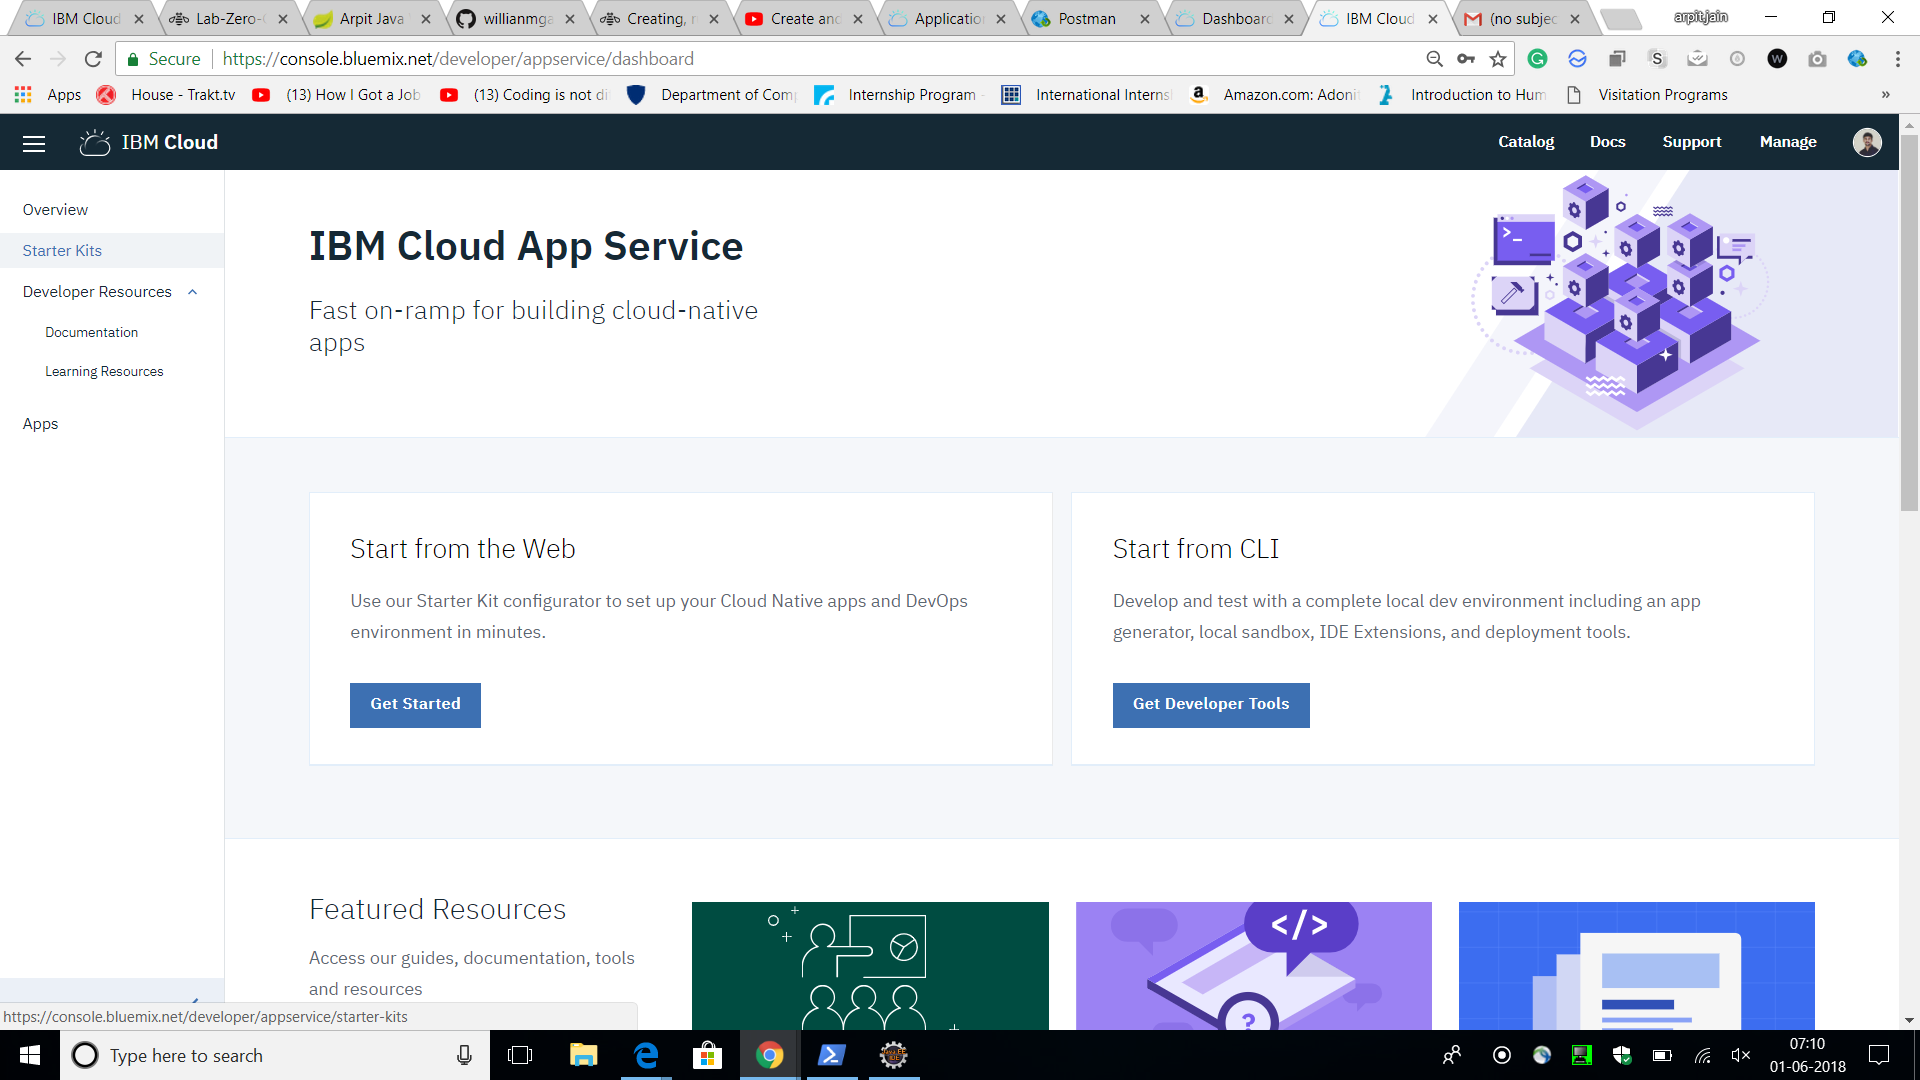 IBM Cloud
Lab-Zero-
Arpit Java
willianmga
Creating, r
Create and
Application
Postman
Dashboard
IBM Cloud
(no subjec
arpitjain
Secure
https://console.bluemix.net/developer/appservice/dashboard
Apps
House - Trakt.tv
(13) How I Got a Job
(13) Coding is not di
Department of Comp
Internship Program -
International Interns
Amazon.com: Adonit
Introduction to Hum
Visitation Programs
»
IBM Cloud
Catalog
Docs
Support
Manage
Overview
Starter Kits
Developer Resources
Documentation
Learning Resources
Apps
IBM Cloud App Service
Fast on-ramp for building cloud-native
apps
Start from the Web
Use our Starter Kit configurator to set up your Cloud Native apps and DevOps
environment in minutes.
Get Started
Start from CLI
Develop and test with a complete local dev environment including an app
generator, local sandbox, IDE Extensions, and deployment tools.
Get Developer Tools
Featured Resources
Access our guides, documentation, tools
and resources
</>
?
https://console.bluemix.net/developer/appservice/starter-kits
Type here to search
07:10
01-06-2018